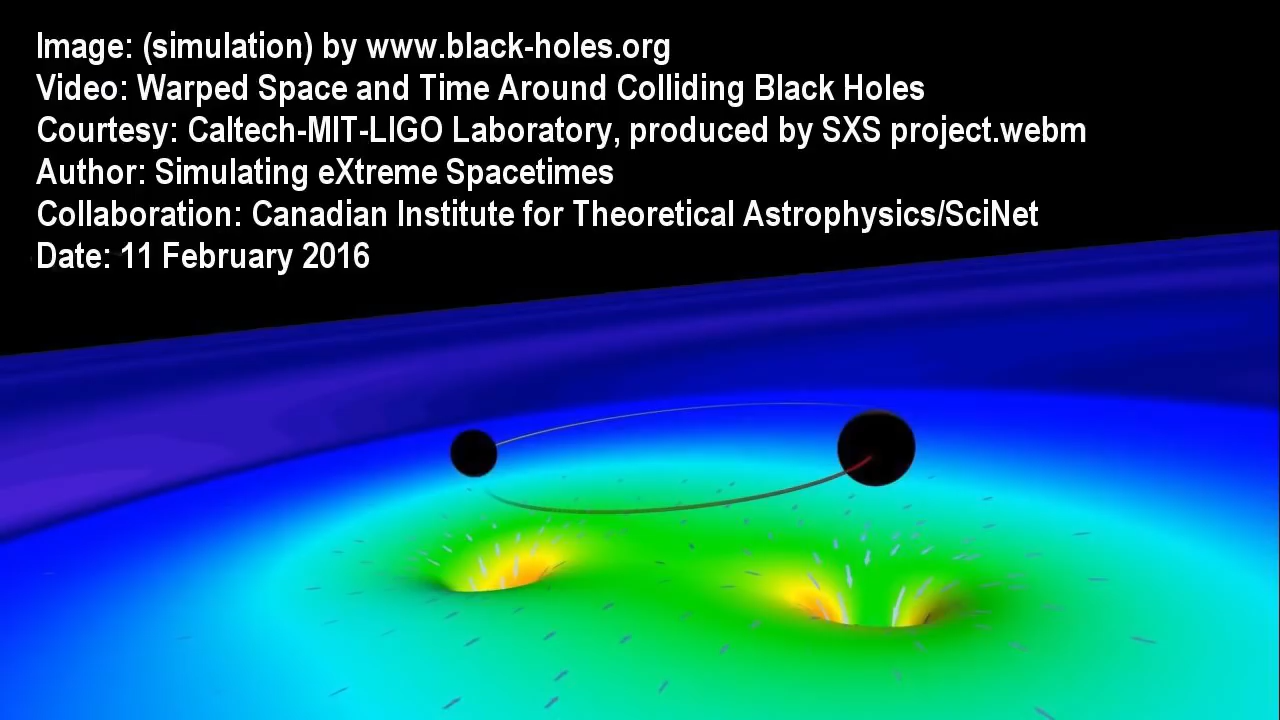 Image: (simulation) by www.black-holes.org
Video: Warped Space and Time Around Colliding Black Holes
Courtesy: Caltech-MIT-LIGO Laboratory, produced by SXS project.webm
Author: Simulating eXtreme Spacetimes
Collaboration: Canadian Institute for Theoretical Astrophysics/SciNet
Date: 11 February 2016